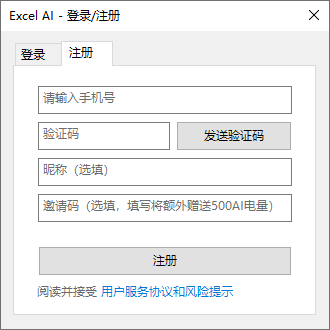 Excel AI - 登录/注册
登录 注册
请输入手机号
验证码 发送验证码
昵称（选填）
邀请码（选填，填写将额外赠送500AI电量）
注册
阅读并接受 用户服务协议和风险提示